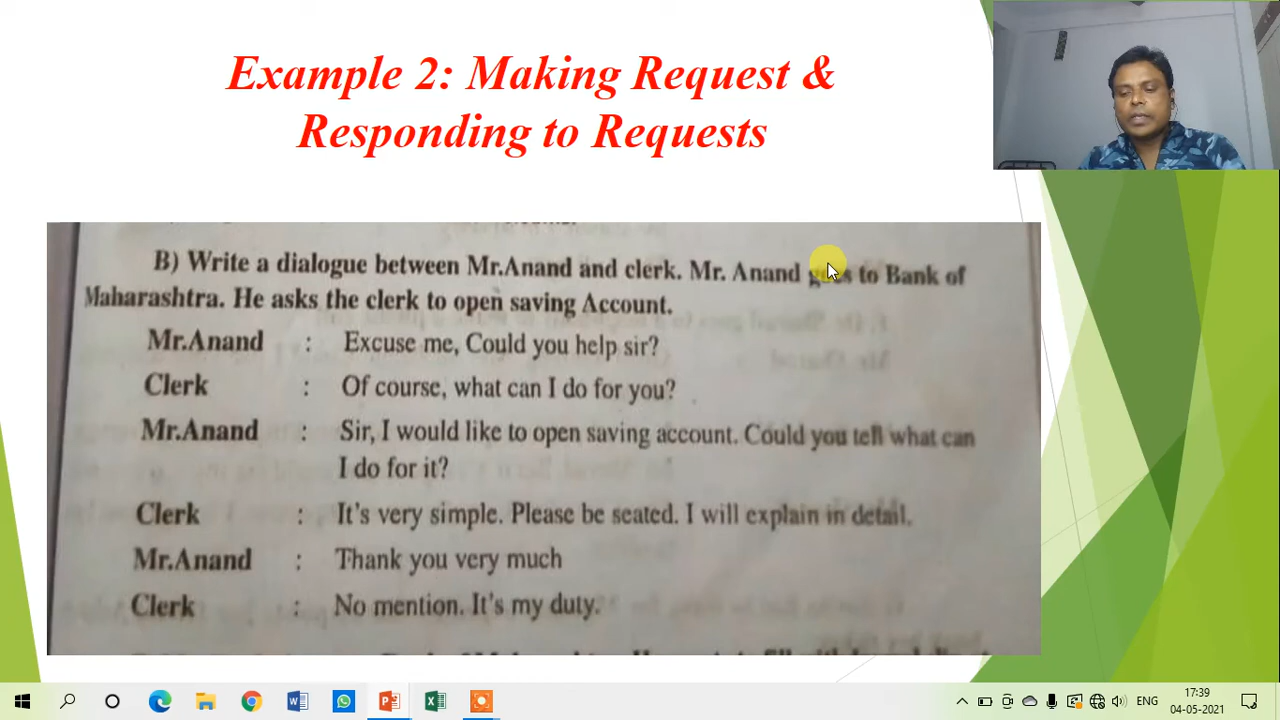 Example 2: Making Request &
Responding to Requests
B) Write a dialogue between Mr.Anand and clerk. Mr. Anand goes to Bank of
Maharashtra. He asks the clerk to open saving Account.
Mr.Anand : Excuse me, Could you help sir?
Clerk : Of course, what can I do for you?
Mr.Anand : Sir, I would like to open saving account. Could you tell what can
I do for it?
Clerk : It's very simple. Please be seated. I will explain in detail.
Mr.Anand : Thank you very much
Clerk : No mention. It's my duty.
ENG
17:39
04-05-2021